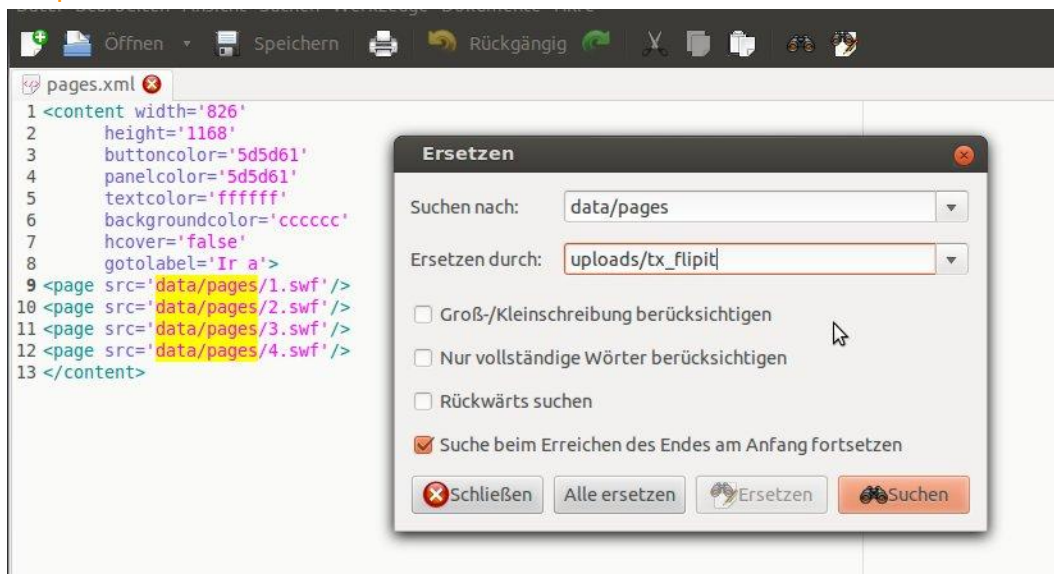 Öffnen Speichern Rückgängig
pages.xml
1 <content width='826'
2 height='1168'
3 buttoncolor='5d5d61'
4 panelcolor='5d5d61'
5 textcolor='ffffff'
6 backgroundcolor='cccccc'
7 hcover='false'
8 gotolabel='Ir a'>
9 <page src='data/pages/1.swf'/>
10 <page src='data/pages/2.swf'/>
11 <page src='data/pages/3.swf'/>
12 <page src='data/pages/4.swf'/>
13 </content>
Ersetzen
Suchen nach: data/pages
Ersetzen durch: uploads/tx_flipit
Groß-/Kleinschreibung berücksichtigen
Nur vollständige Wörter berücksichtigen
Rückwärts suchen
Suche beim Erreichen des Endes am Anfang fortsetzen
Schließen Alle ersetzen Ersetzen Suchen